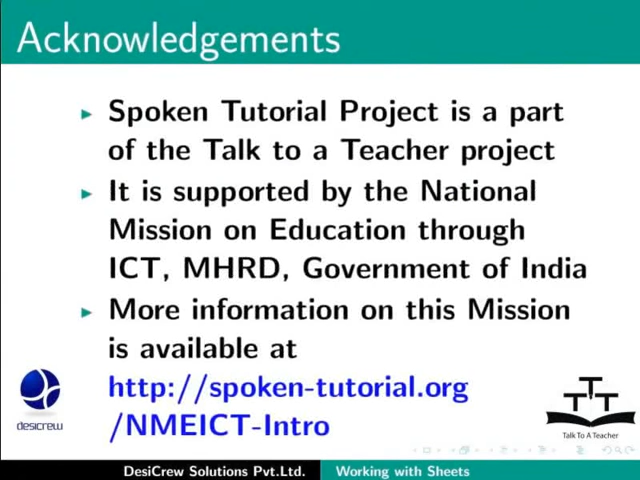 Acknowledgements
Spoken Tutorial Project is a part
of the Talk to a Teacher project
It is supported by the National
Mission on Education through
ICT, MHRD, Government of India
More information on this Mission
is available at
http://spoken-tutorial.org
/NMEICT-Intro
desicrew
TTT
Talk To A Teacher
DesiCrew Solutions Pvt.Ltd.
Working with Sheets